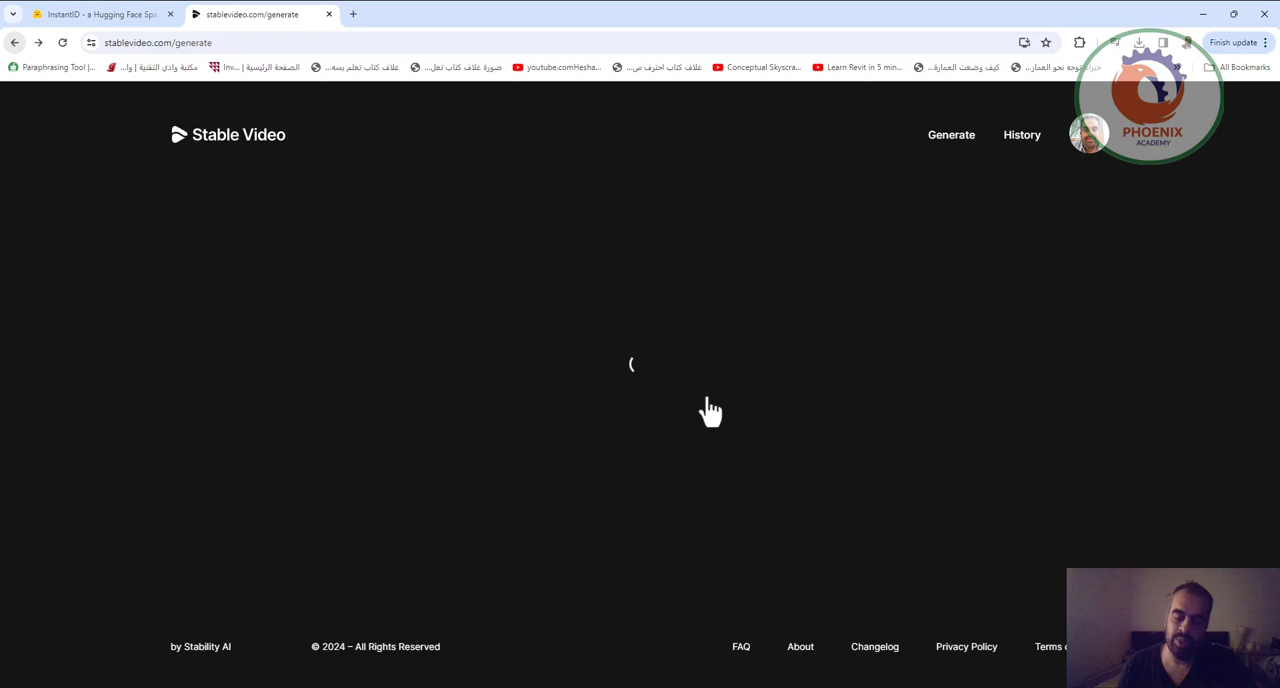 InstantID - a Hugging Face Spa
stablevideo.com/generate
stablevideo.com/generate
Finish update
Paraphrasing Tool |...
مكتبة وادي التقنية | وا...
الصفحة الرئيسية | Inv...
غلاف كتاب تعلم بسه...
صورة غلاف كتاب تعل...
youtube.comHesha...
غلاف كتاب احترف س...
Conceptual Skyscra...
Learn Revit in 5 min...
كيف وضعت العمارة...
»
All Bookmarks
Stable Video
Generate
History
PHOENIX
ACADEMY
by Stability AI
© 2024 – All Rights Reserved
FAQ
About
Changelog
Privacy Policy
Terms